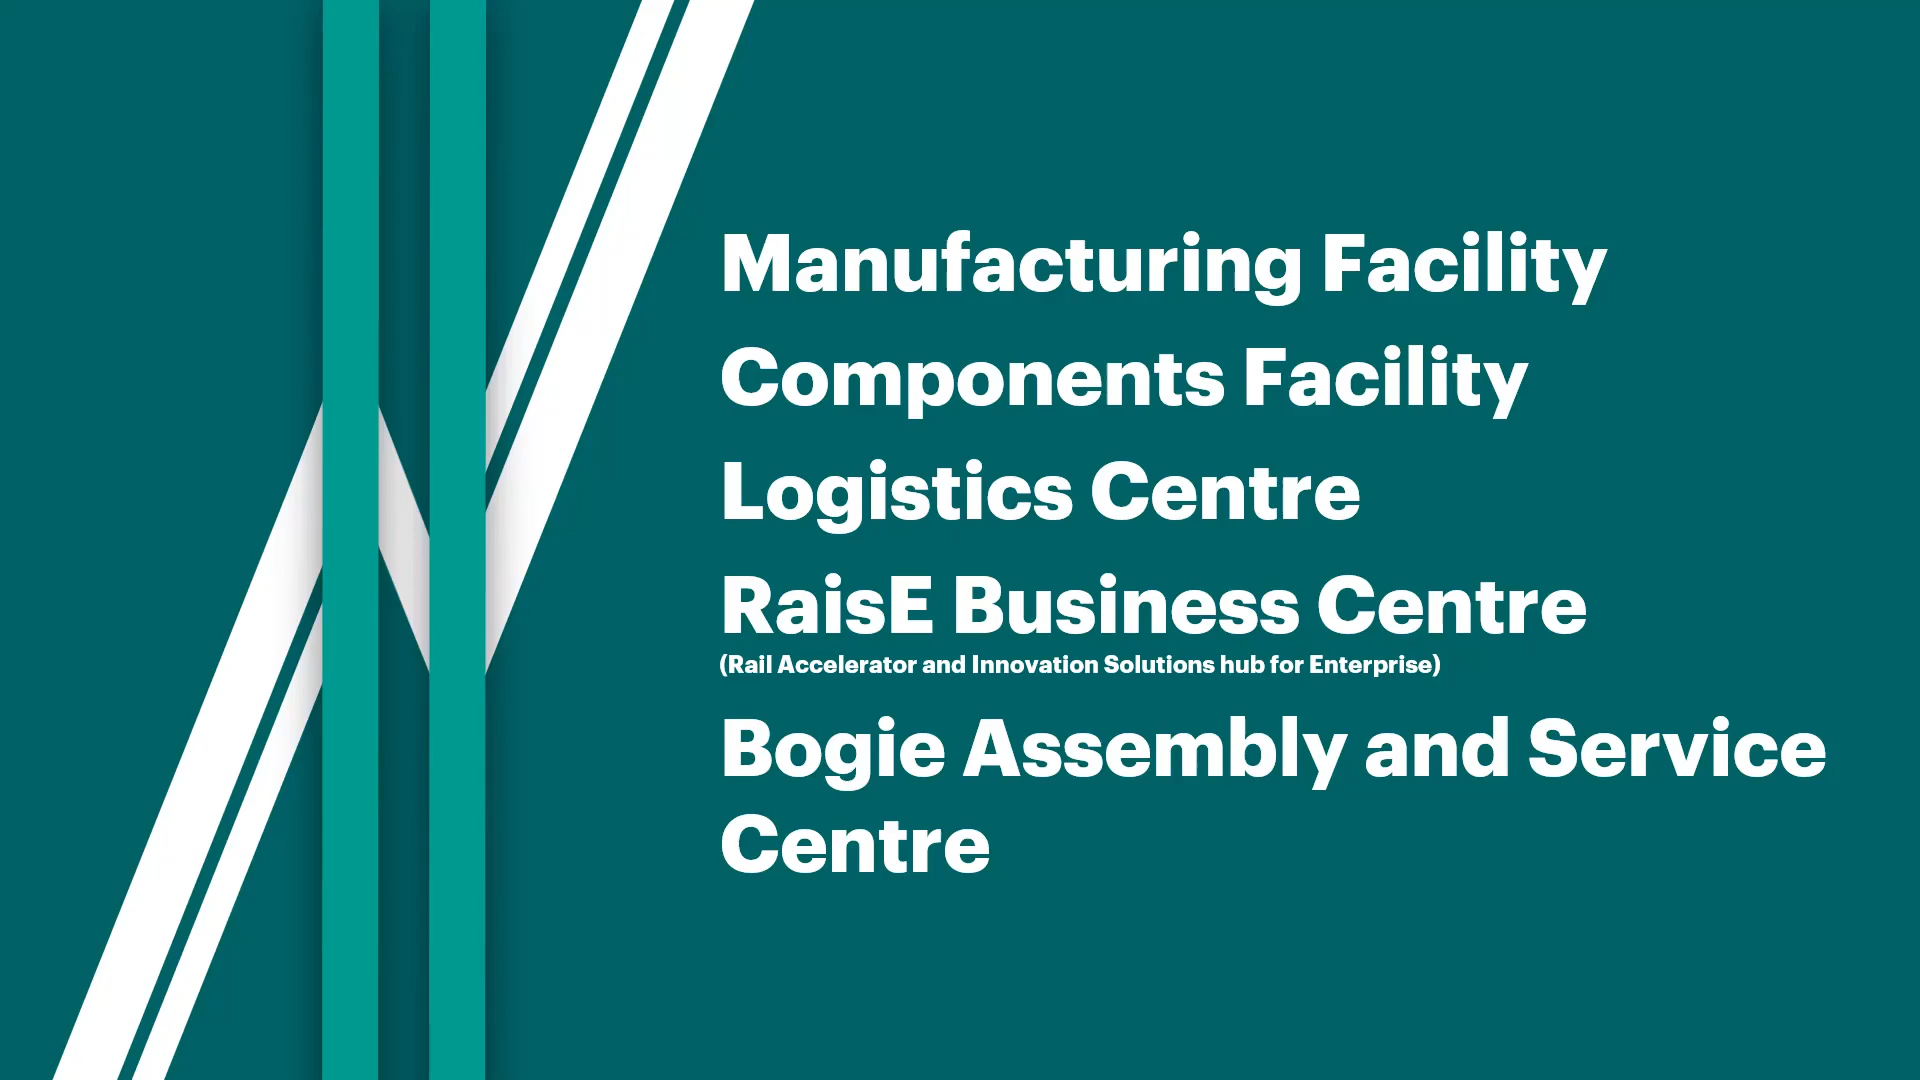 Manufacturing Facility
Components Facility
Logistics Centre
RaisE Business Centre
(Rail Accelerator and Innovation Solutions hub for Enterprise)
Bogie Assembly and Service
Centre